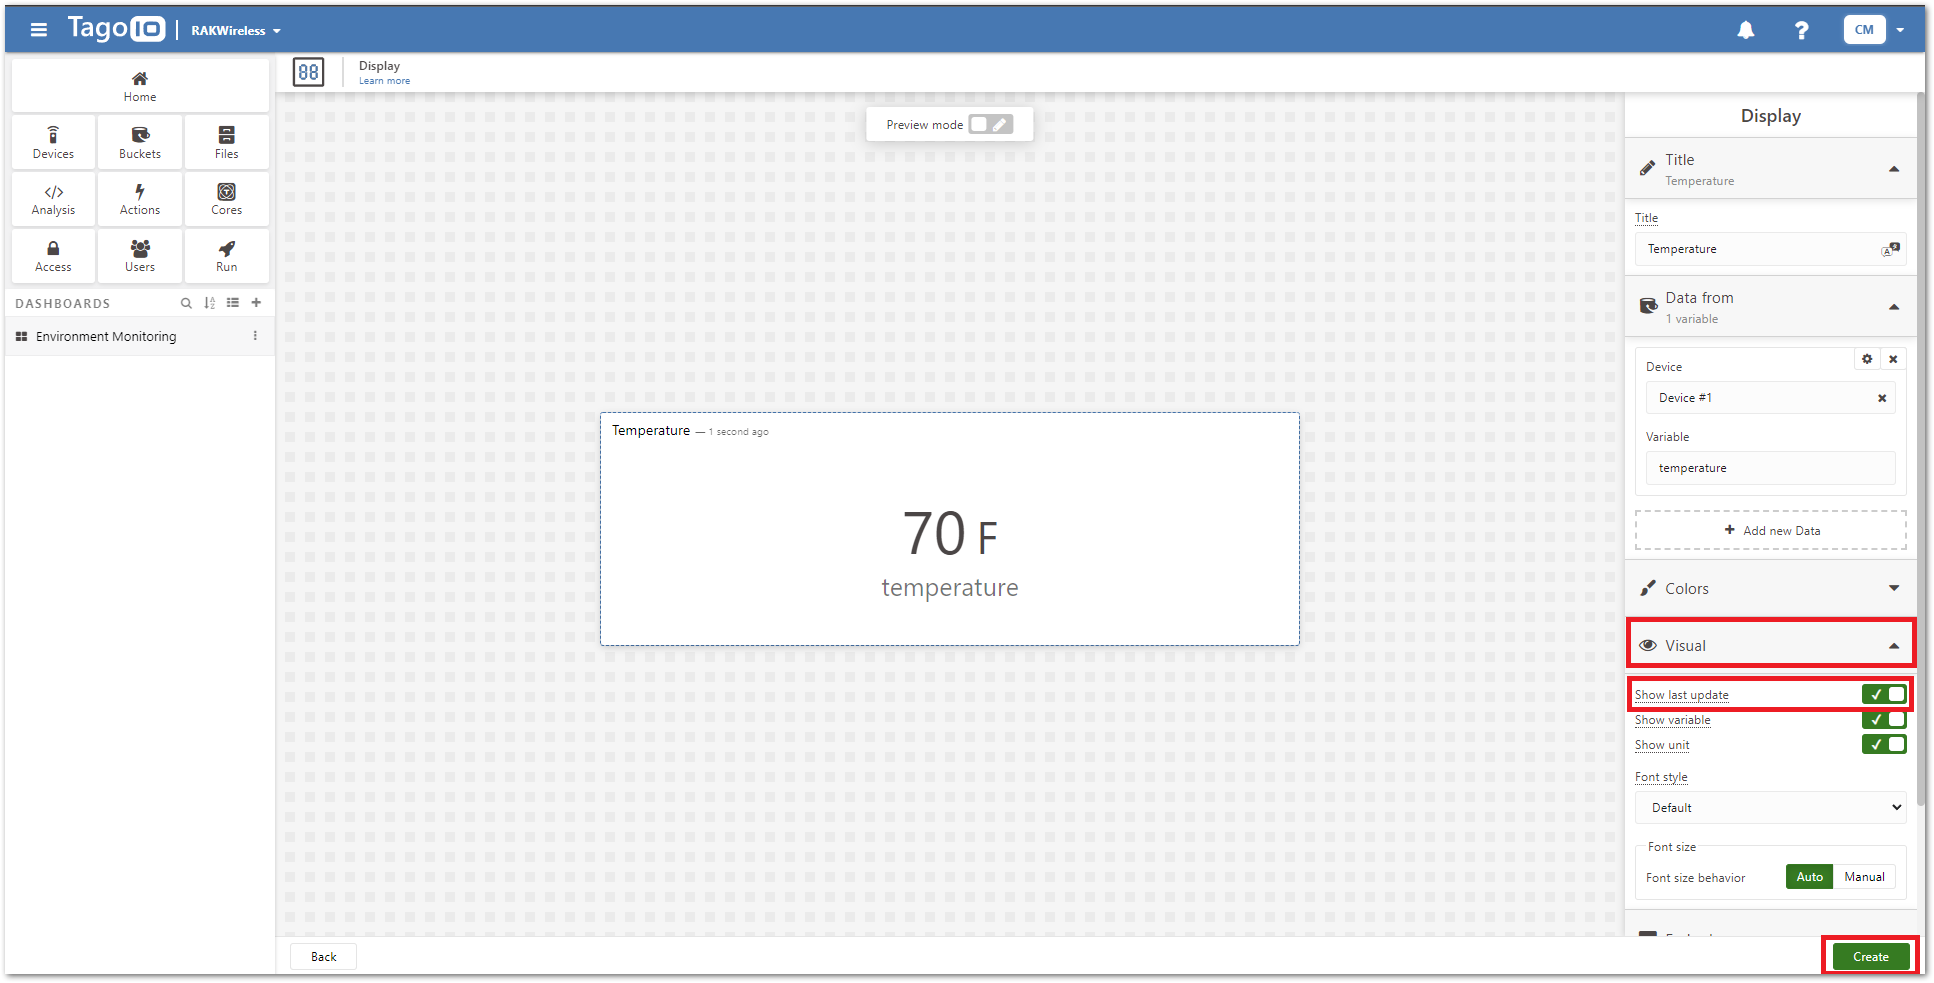 TagoIO
RAKWireless
CM
Display
Learn more
Home
Devices
Buckets
Files
Analysis
Actions
Cores
Access
Users
Run
DASHBOARDS
Environment Monitoring
Preview mode
Temperature — 1 second ago
70 F
temperature
Display
Title
Temperature
Title
Temperature
Data from
1 variable
Device
Device #1
Variable
temperature
+ Add new Data
Colors
Visual
Show last update
Show variable
Show unit
Font style
Default
Font size
Font size behavior
Auto
Manual
Back
Create